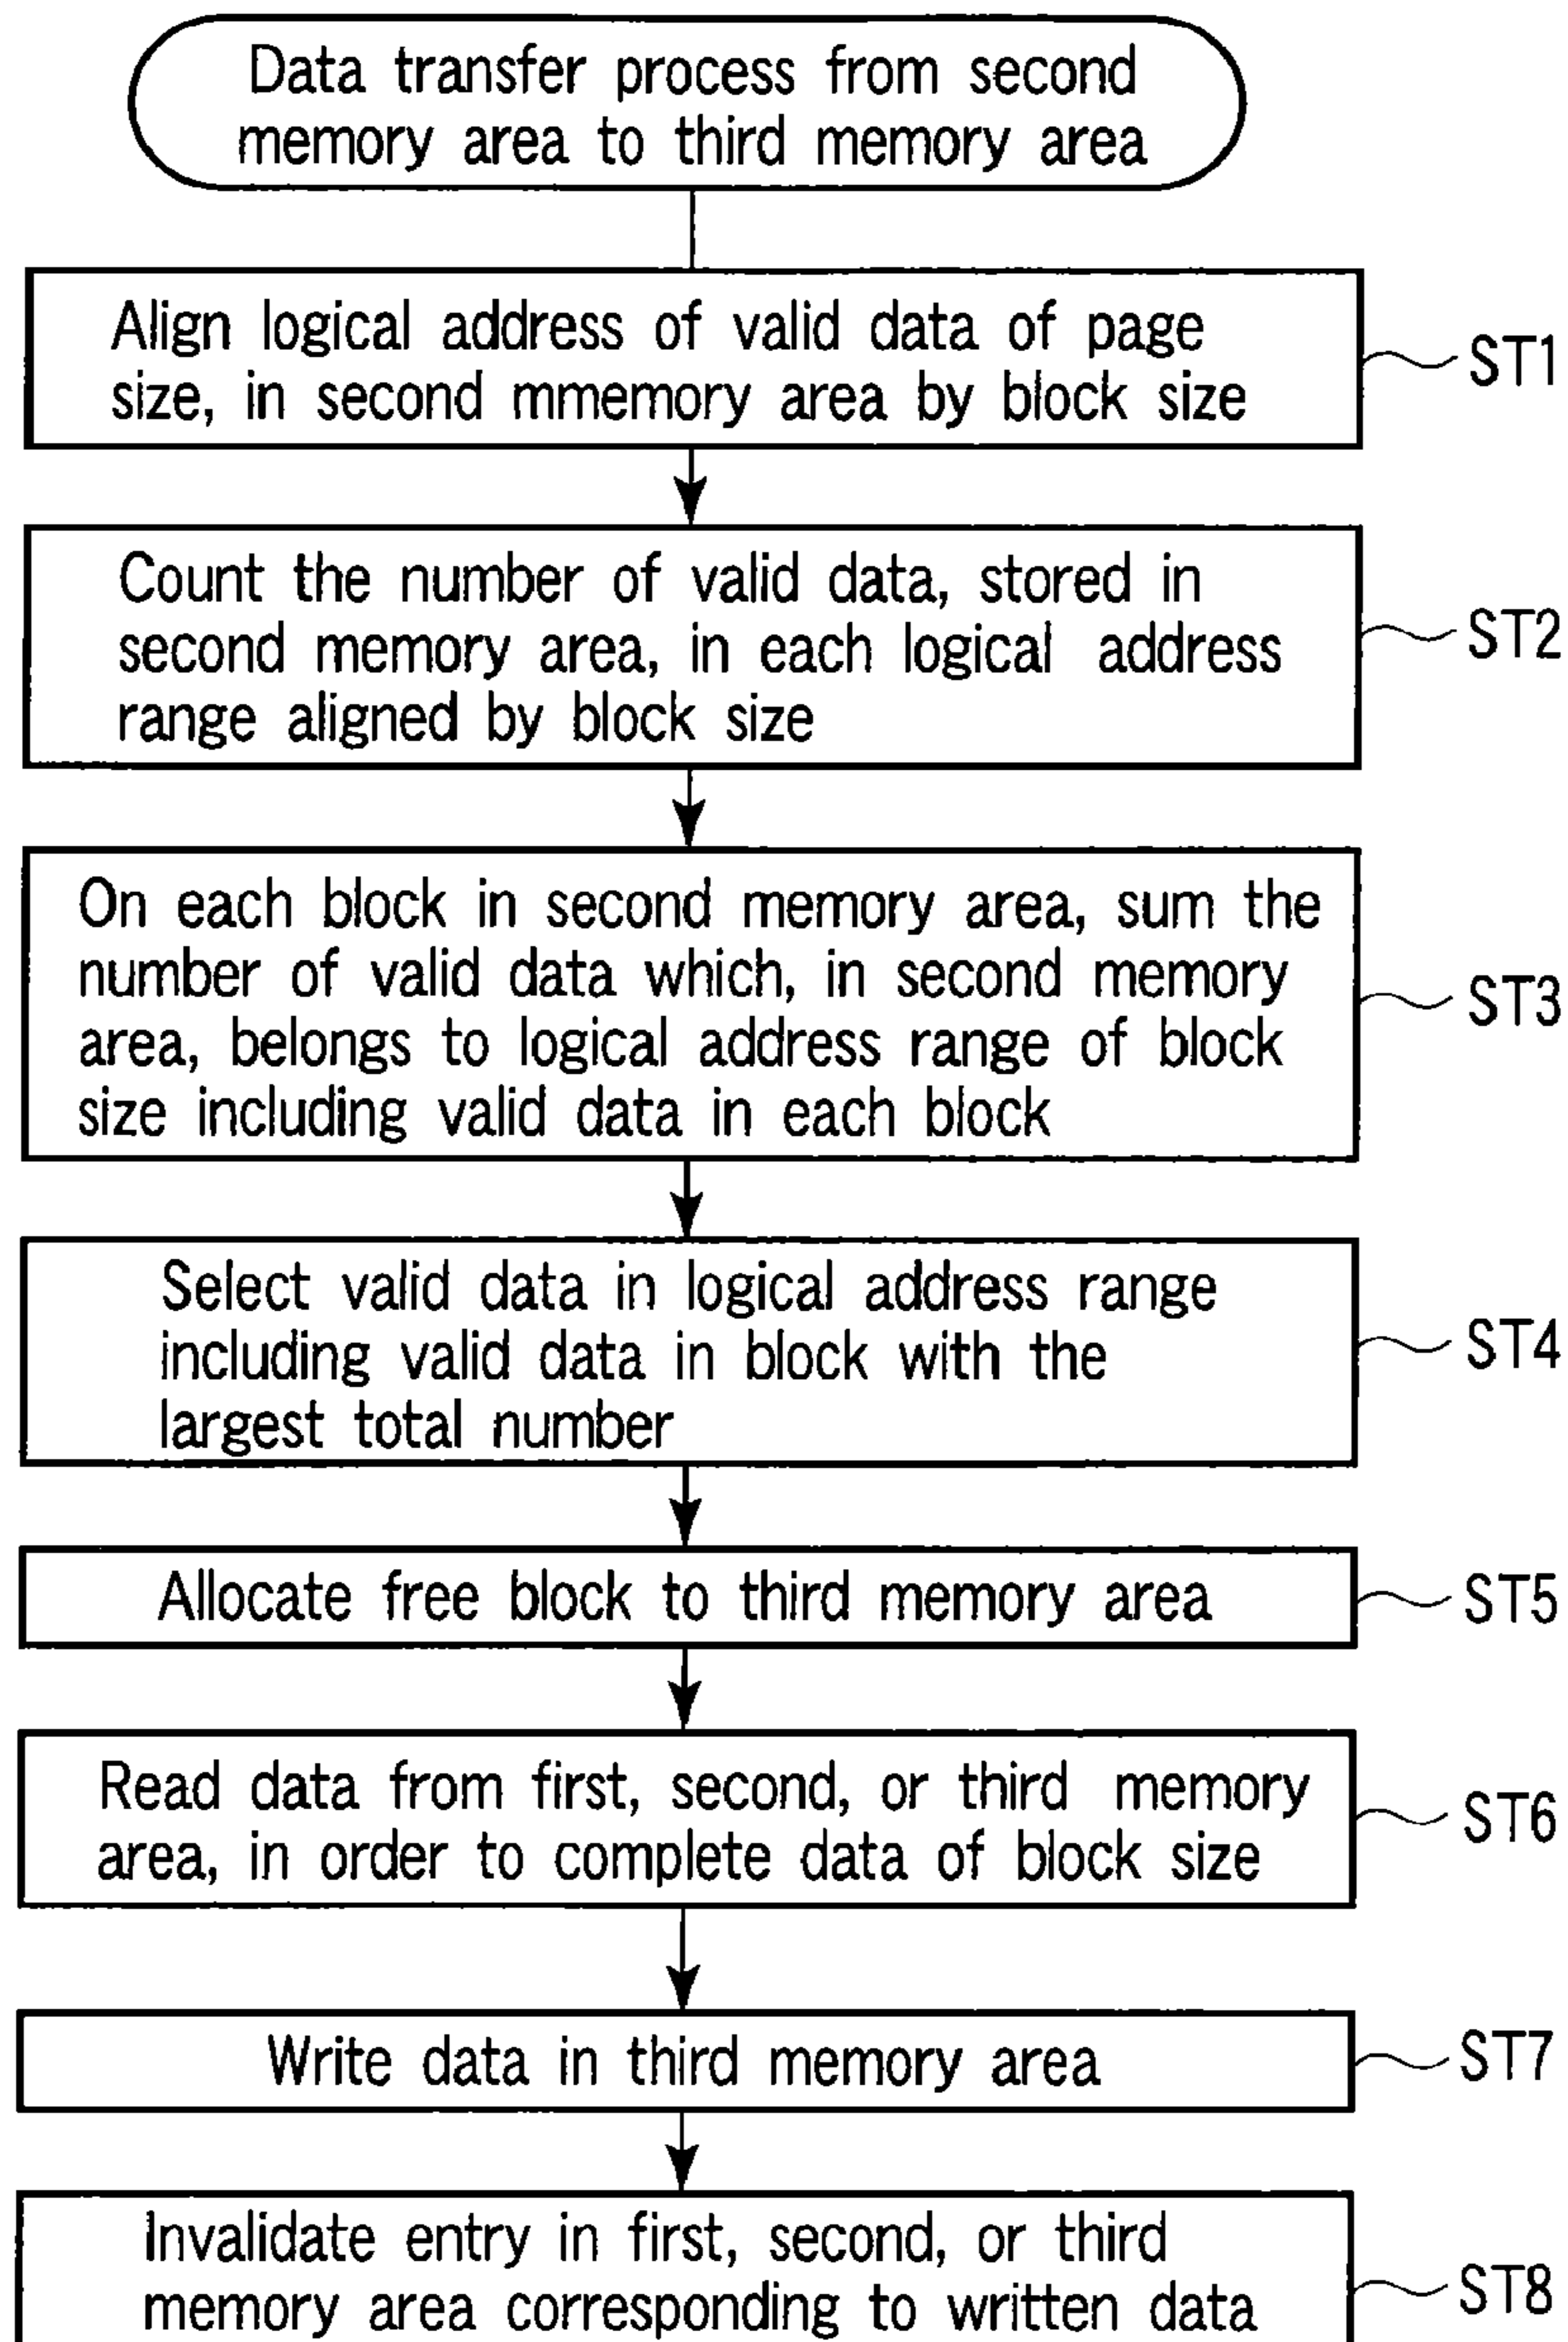 Data transfer process from second
memory area to third memory area
Align logical address of valid data of page
size, in second mmemory area by block size
ST1
Count the number of valid data, stored in
second memory area, in each logical address
range aligned by block size
ST2
On each block in second memory area, sum the
number of valid data which, in second memory
area, belongs to logical address range of block
size including valid data in each block
ST3
Select valid data in logical address range
including valid data in block with the
largest total number
ST4
Allocate free block to third memory area
ST5
Read data from first, second, or third memory
area, in order to complete data of block size
ST6
Write data in third memory area
ST7
Invalidate entry in first, second, or third
memory area corresponding to written data
ST8